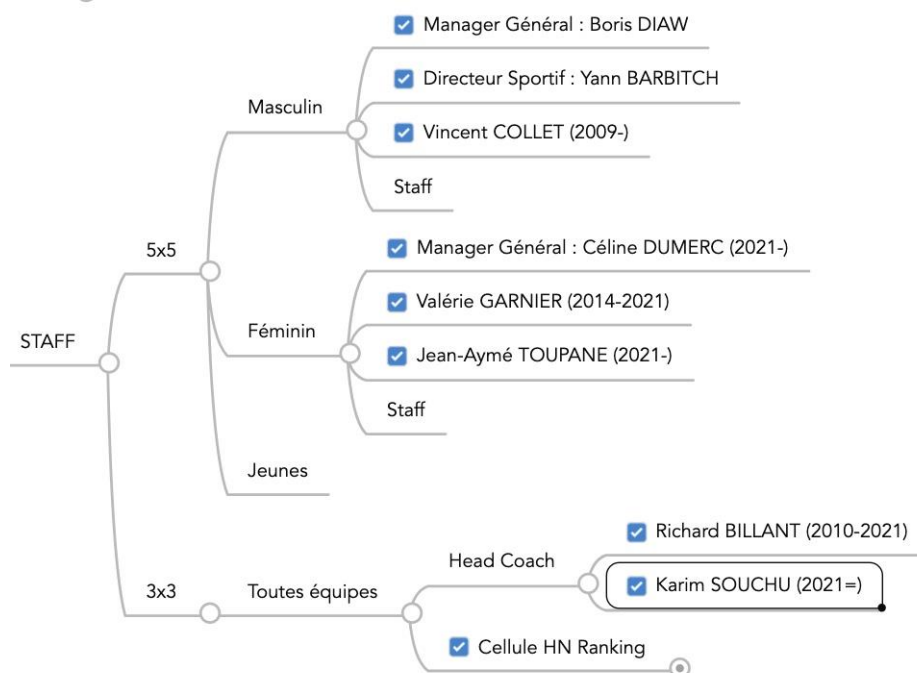 Manager Général : Boris DIAW
Directeur Sportif : Yann BARBITCH
Masculin
Vincent COLLET (2009-)
Staff
5x5
Manager Général : Céline DUMERC (2021-)
Valérie GARNIER (2014-2021)
Féminin
STAFF
Jean-Aymé TOUPANE (2021-)
Staff
Jeunes
Richard BILLANT (2010-2021)
Head Coach
Karim SOUCHU (2021=)
3x3
Toutes équipes
Cellule HN Ranking